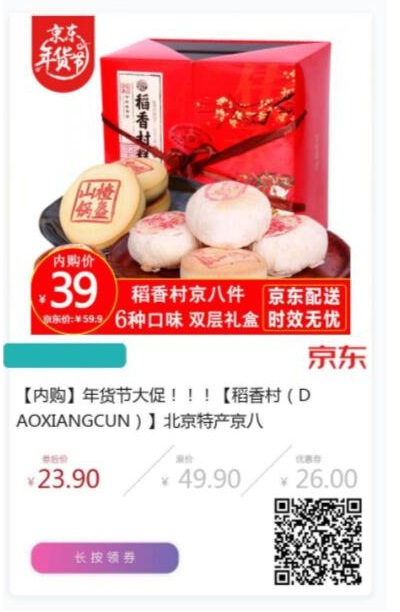 京东
年货节
稻香村
山楂
锅盔
内购价
¥39
京东价:¥59.9
稻香村京八件
6种口味 双层礼盒
京东配送
时效无忧
京东
【内购】年货节大促！！！【稻香村（D
AOXIANGCUN）】北京特产京八
券后价
¥23.90
原价
¥49.90
优惠券
¥26.00
长按领券